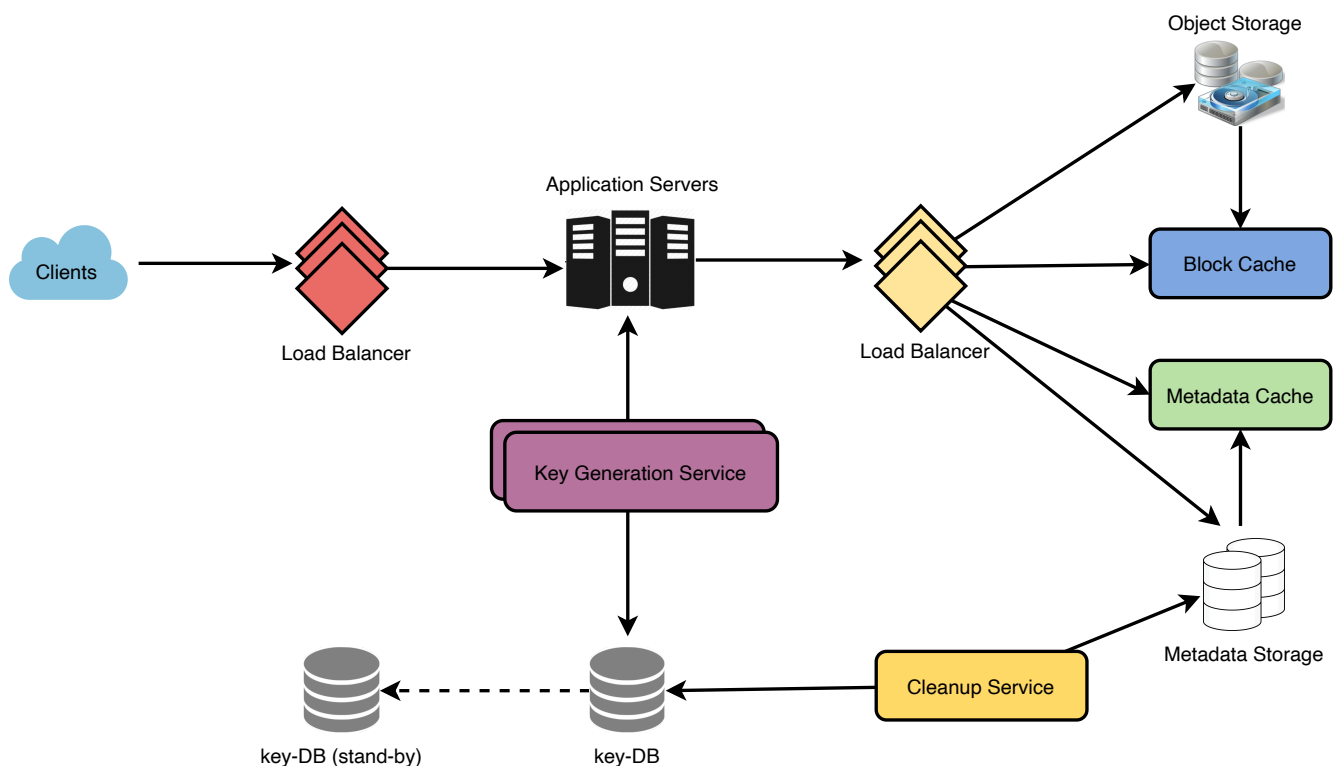 Object Storage
Application Servers
Clients
Block Cache
Load Balancer
Load Balancer
Metadata Cache
Key Generation Service
Metadata Storage
Cleanup Service
key-DB (stand-by)
key-DB